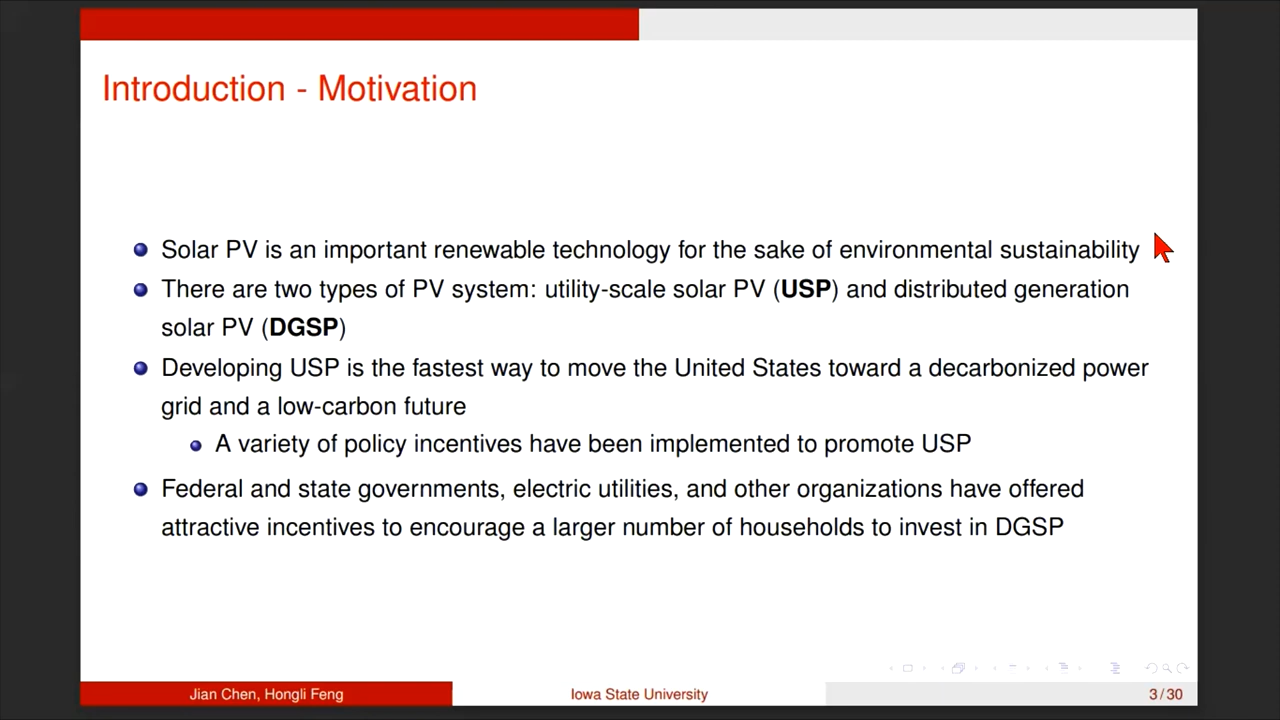 Introduction - Motivation
Solar PV is an important renewable technology for the sake of environmental sustainability
There are two types of PV system: utility-scale solar PV (USP) and distributed generation
solar PV (DGSP)
Developing USP is the fastest way to move the United States toward a decarbonized power
grid and a low-carbon future
A variety of policy incentives have been implemented to promote USP
Federal and state governments, electric utilities, and other organizations have offered
attractive incentives to encourage a larger number of households to invest in DGSP
Jian Chen, Hongli Feng
Iowa State University
3 / 30